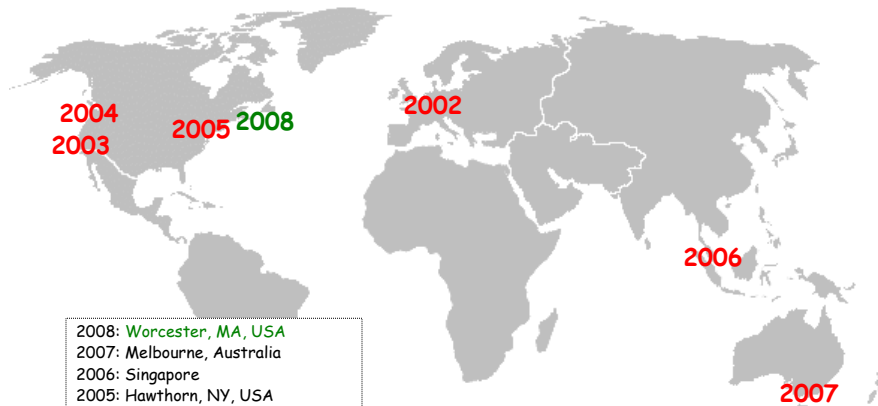 2002
2004
2005 2008
2003
2006
2008: Worcester, MA, USA
2007: Melbourne, Australia
2006: Singapore
2005: Hawthorn, NY, USA
2007